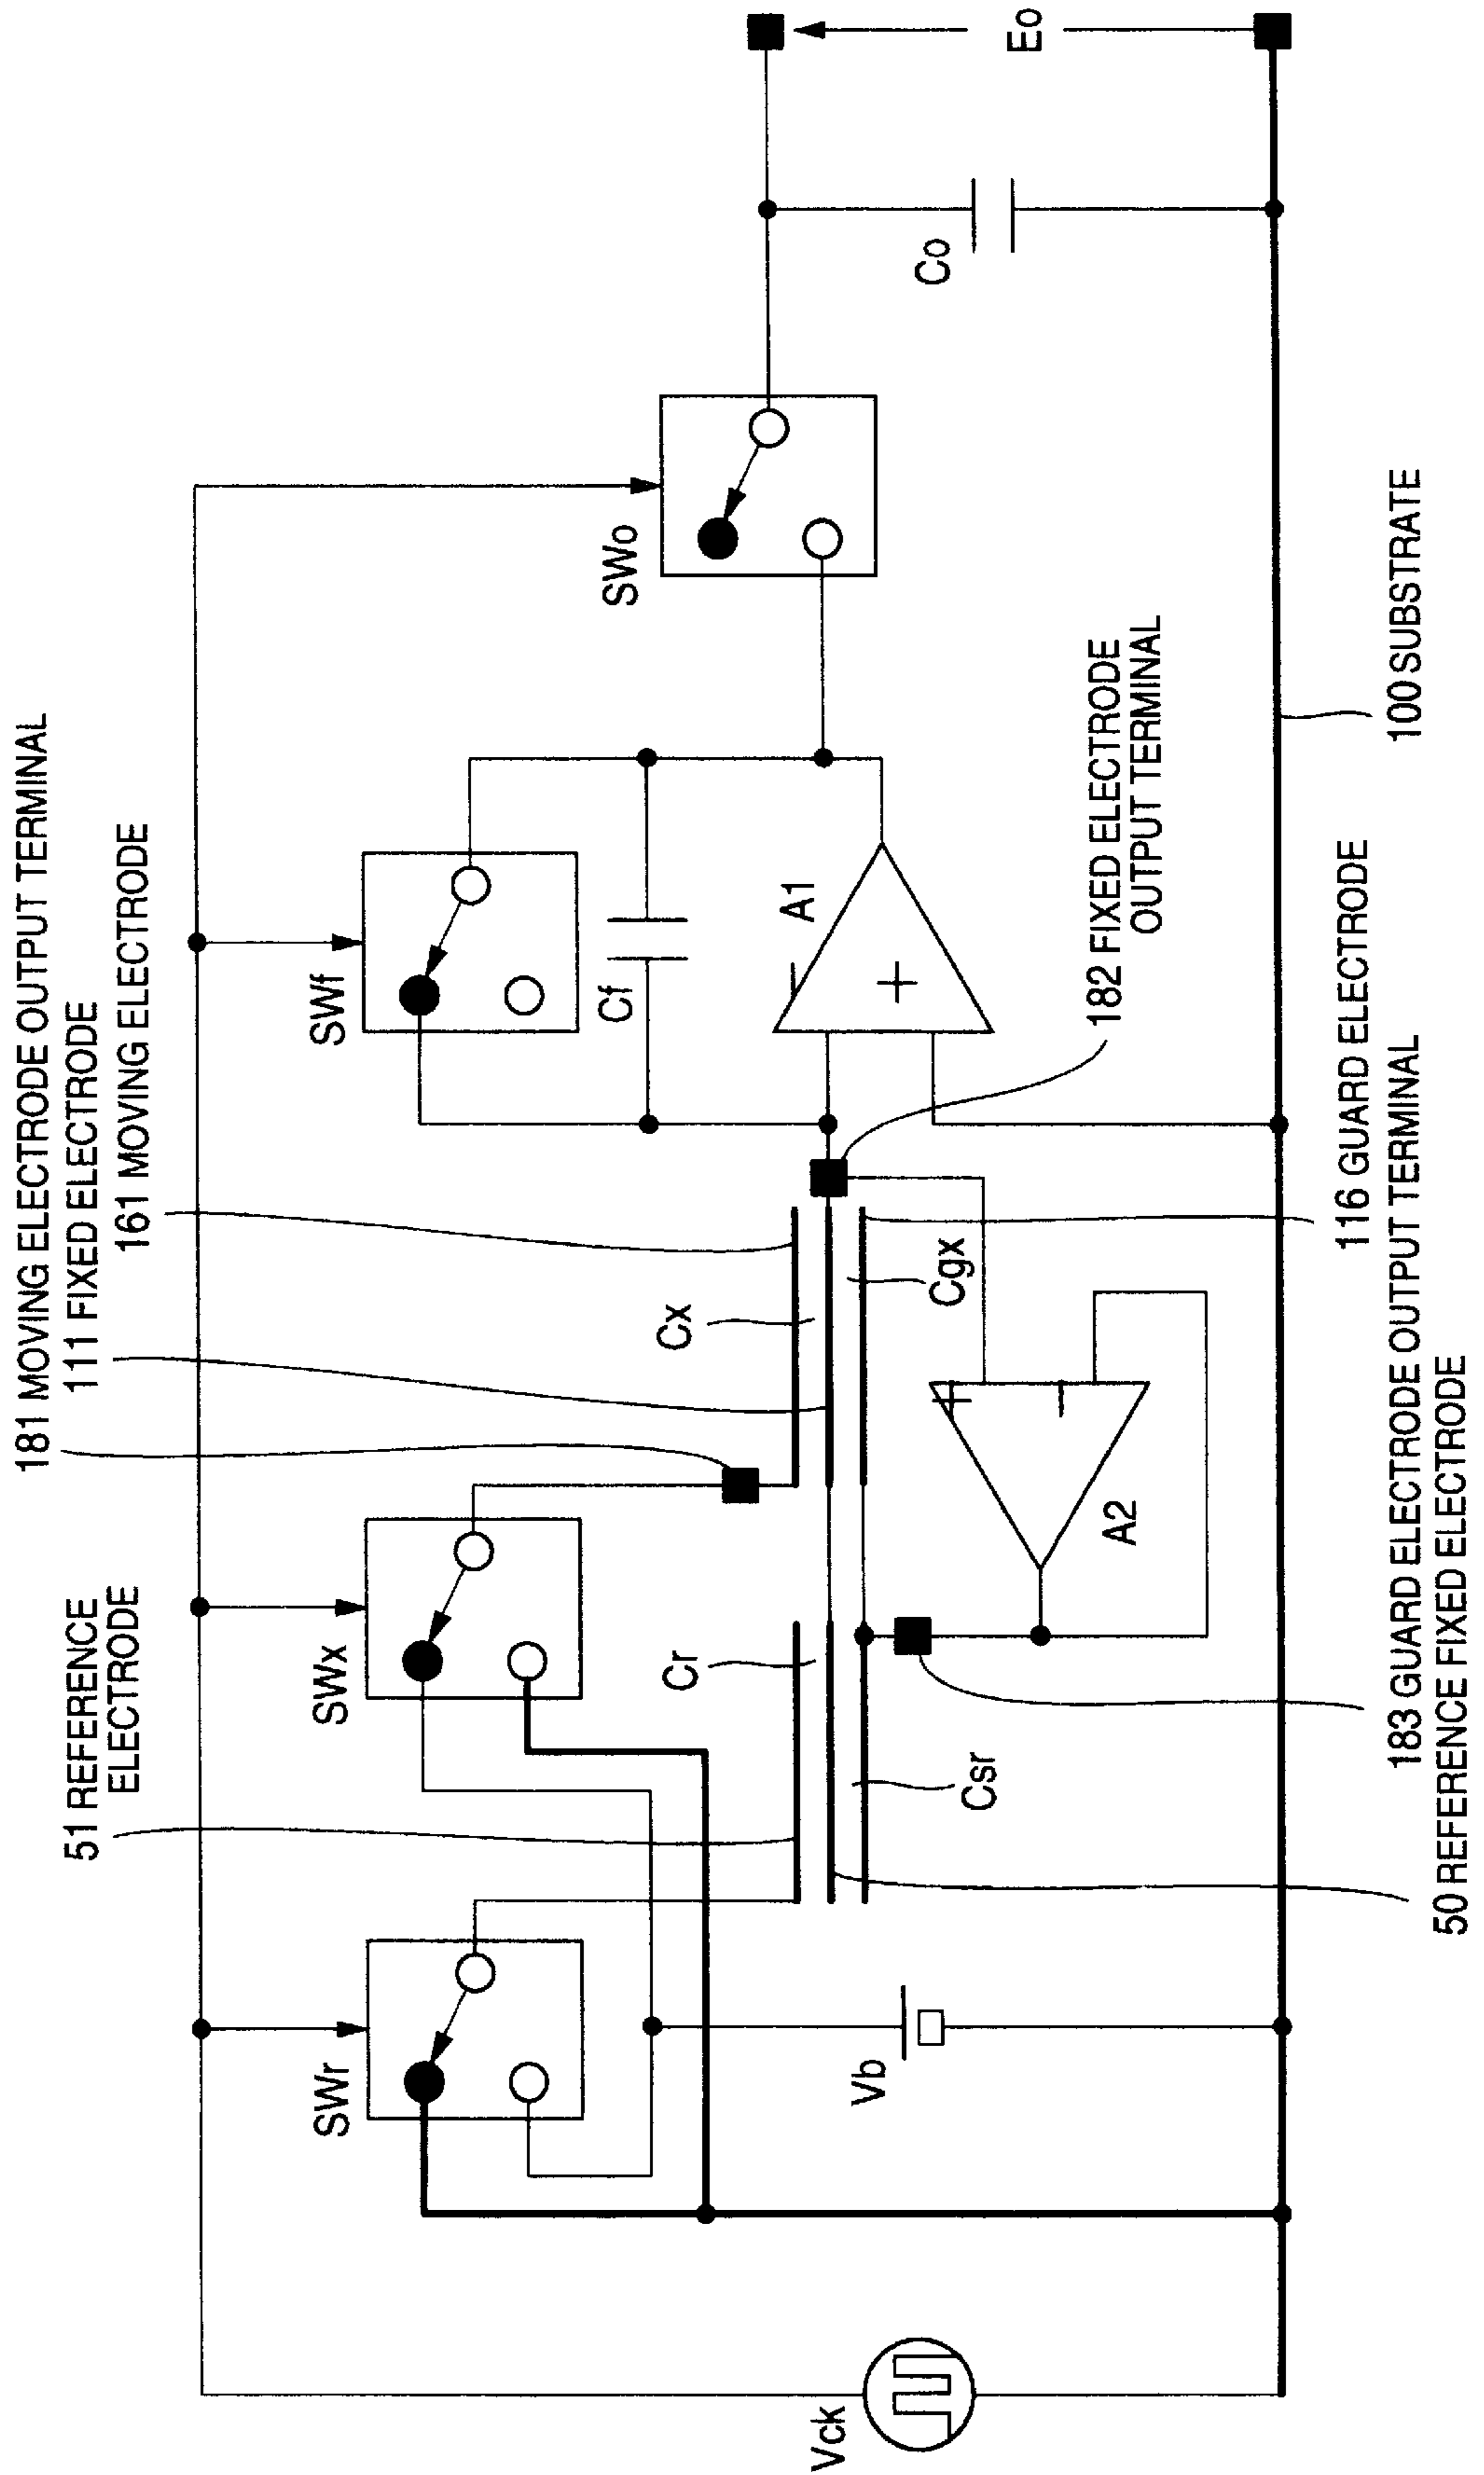 181 MOVING ELECTRODE OUTPUT TERMINAL
111 FIXED ELECTRODE
161 MOVING ELECTRODE
51 REFERENCE
ELECTRODE
SWr
SWx
SWf
SWo
Cf
Cx
Cr
A1
−
+
Cgx
Csr
+
−
A2
Vb
Vck
Co
Eo
182 FIXED ELECTRODE
OUTPUT TERMINAL
100 SUBSTRATE
116 GUARD ELECTRODE
183 GUARD ELECTRODE OUTPUT TERMINAL
50 REFERENCE FIXED ELECTRODE